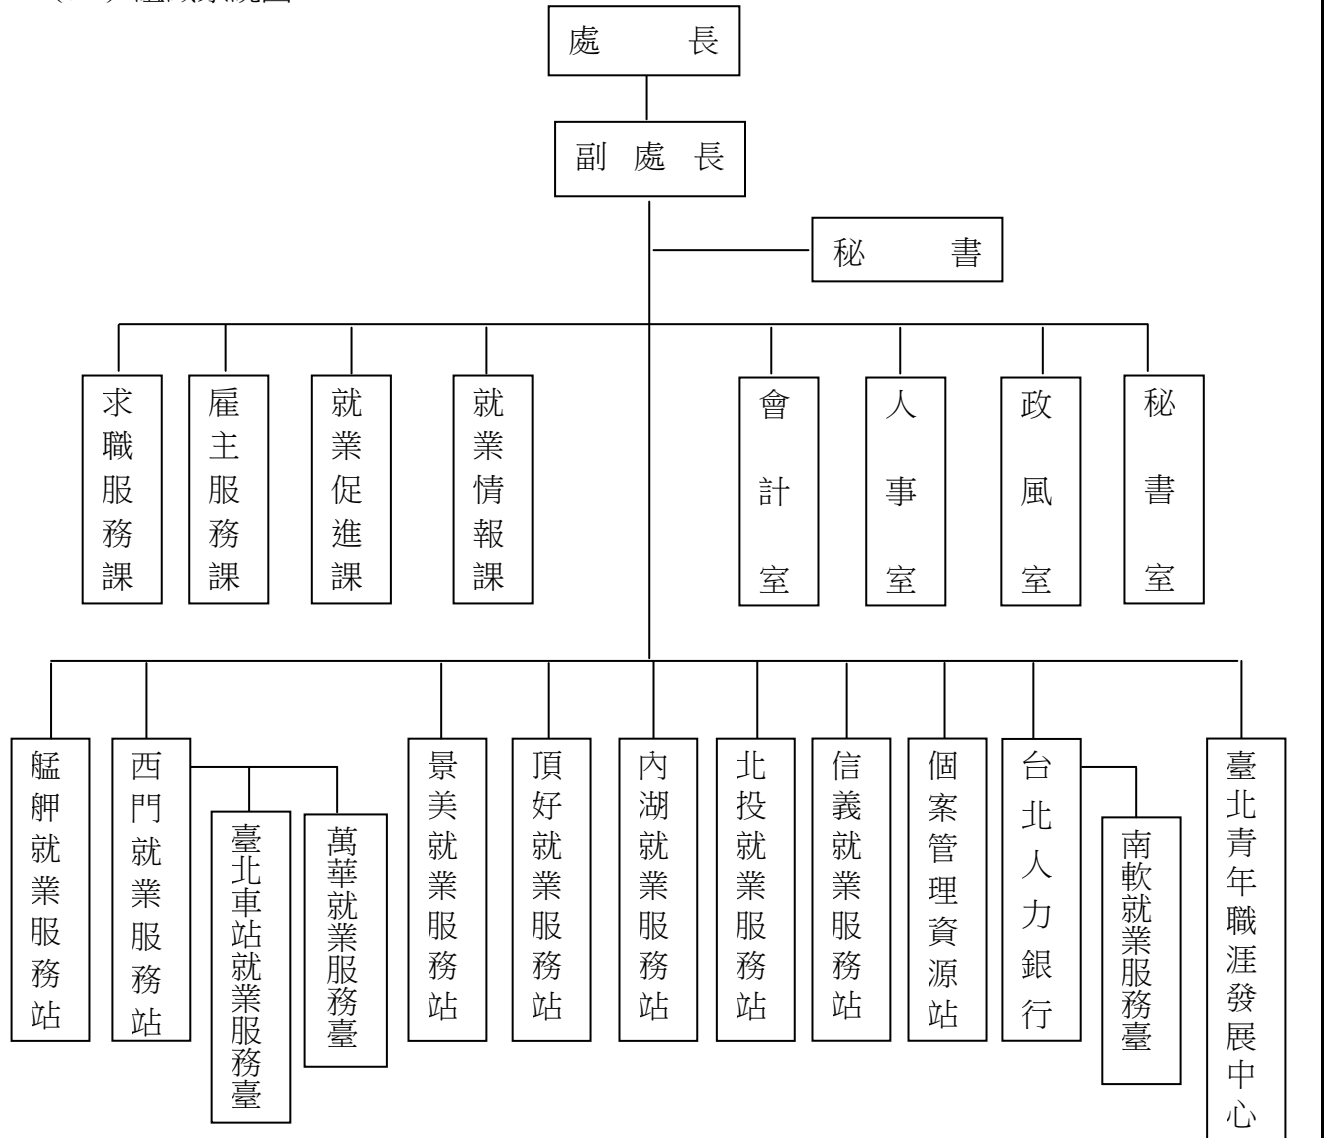 處長
副處長
秘書
求職服務課
雇主服務課
就業促進課
就業情報課
會計室
人事室
政風室
秘書室
艋舺就業服務站
西門就業服務站
臺北車站就業服務臺
萬華就業服務臺
景美就業服務站
頂好就業服務站
內湖就業服務站
北投就業服務站
信義就業服務站
個案管理資源站
台北人力銀行
南軟就業服務臺
臺北青年職涯發展中心